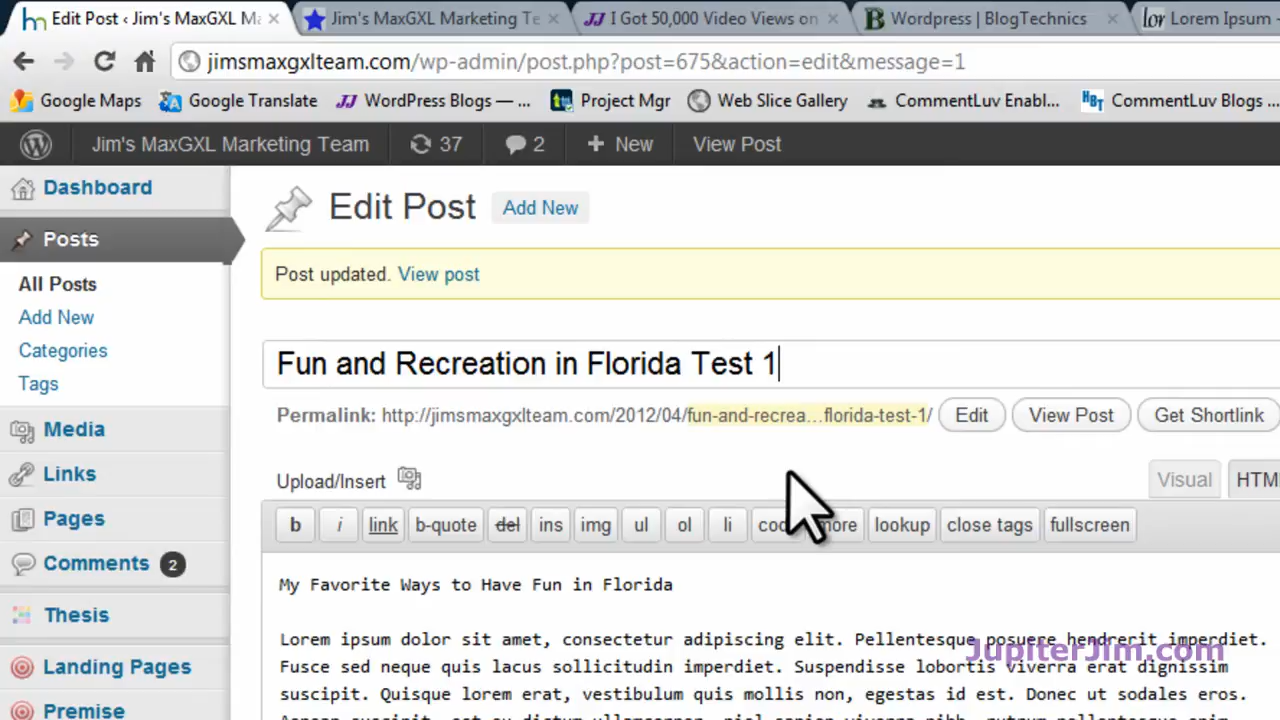 Edit Post ‹ Jim's MaxGXL M
Jim's MaxGXL Marketing Te
I Got 50,000 Video Views on
Wordpress | BlogTechnics
Lorem Ipsum -
jimsmaxgxlteam.com/wp-admin/post.php?post=675&action=edit&message=1
Google Maps
Google Translate
WordPress Blogs — ...
Project Mgr
Web Slice Gallery
CommentLuv Enabl...
CommentLuv Blogs ...
Jim's MaxGXL Marketing Team
37
2
+ New
View Post
Dashboard
Posts
All Posts
Add New
Categories
Tags
Media
Links
Pages
Comments 2
Thesis
Landing Pages
Premise
Edit Post
Add New
Post updated. View post
Fun and Recreation in Florida Test 1
Permalink: http://jimsmaxgxlteam.com/2012/04/fun-and-recrea…florida-test-1/
Edit
View Post
Get Shortlink
Upload/Insert
Visual
HTM
b
i
link
b-quote
del
ins
img
ul
ol
li
lookup
close tags
fullscreen
My Favorite Ways to Have Fun in Florida
Lorem ipsum dolor sit amet, consectetur adipiscing elit. Pellentesque posuere hendrerit imperdiet.
Fusce sed neque quis lacus sollicitudin imperdiet. Suspendisse lobortis viverra erat dignissim
suscipit. Quisque lorem erat, vestibulum quis mollis non, egestas id est. Donec ut sodales eros.
JupiterJim.com